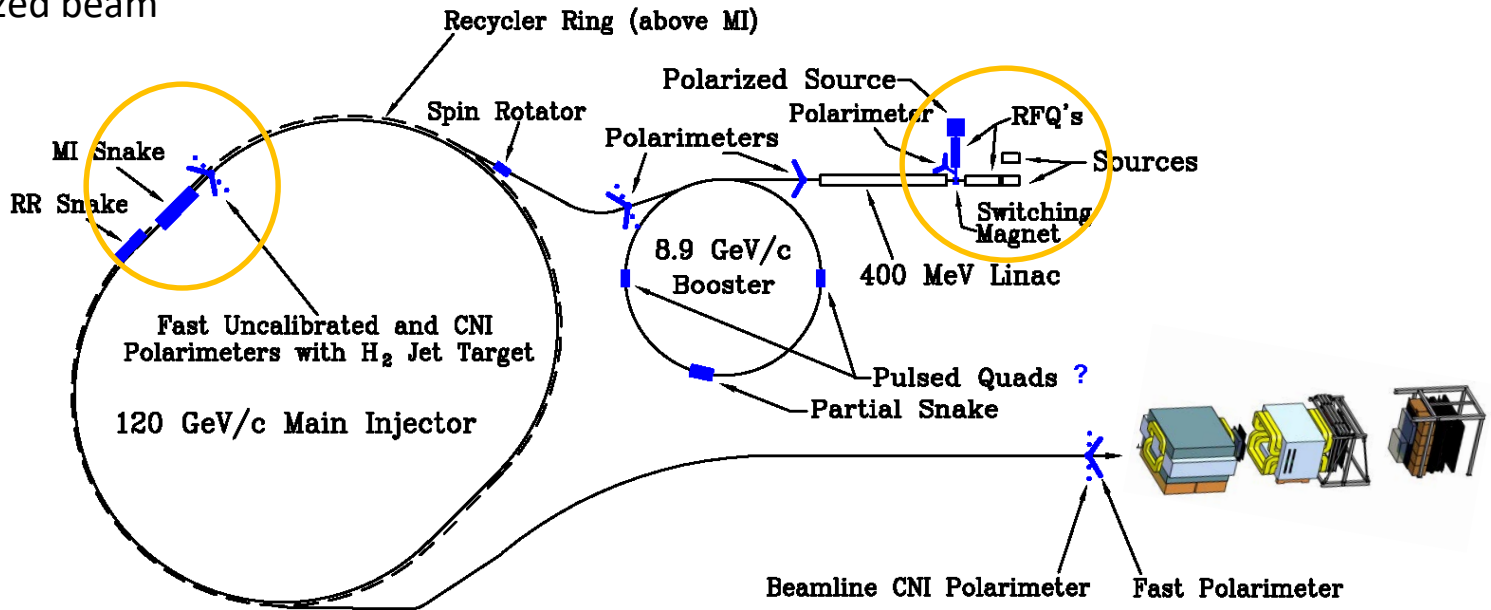 zed beam
Recycler Ring (above MI)
Polarized Source
Spin Rotator
Polarimeter
RFQ's
Polarimeters
MI Snake
Sources
RR Snake
Switching
Magnet
8.9 GeV/c
Booster
400 MeV Linac
Fast Uncalibrated and CNI
Polarimeters with H₂ Jet Target
Pulsed Quads ?
Partial Snake
120 GeV/c Main Injector
Beamline CNI Polarimeter
Fast Polarimeter